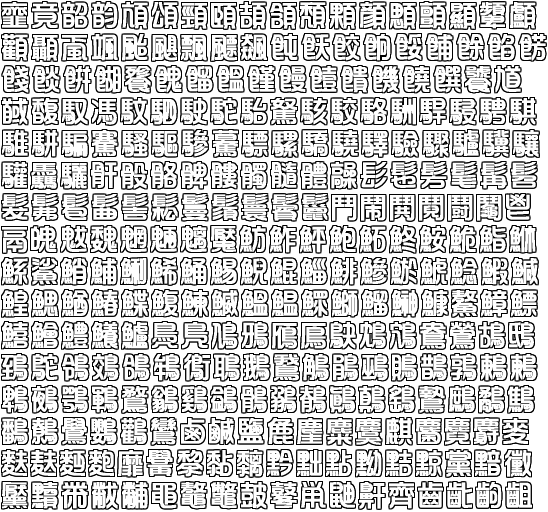 韲竟韶韵頏頌頸頤頡頷頽顆顏顋顫顯顰顱
顴顳颪颯颱颶飄飃飆飩飫餃餉餒餔餘餡餝
餞餤餠餬餮餽餾饂饉饅饐饋饑饒饌饕馗
馘馥馭馮馼駟駛駝駘駑駭駮駱駲駻駸騁騏
騅駢騙騫騷驅驂驀驃騾驕驍驛驗驟驢驥驤
驩驫驪骭骰骼髀髏髑髓體髞髟髢髣髦髯髫
髮髴髱髷髻鬆鬘鬚鬟鬢鬣鬥鬧鬨鬩鬪鬮鬯
鬲魄魃魏魍魎魑魘魴鮓鮃鮑鮖鮗鮟鮠鮨鮴
鯀鯊鮹鯆鯏鯑鯒鯣鯢鯤鯔鯡鰺鯲鯱鯰鰕鰔
鰉鰓鰌鰆鰈鰒鰊鰄鰮鰛鰥鰤鰡鰰鱇鰲鱆鰾
鱚鱠鱧鱶鱸鳧鳬鳰鴉鴈鳫鴃鴆鴪鴦鶯鴣鴟
鵄鴕鴒鵁鴿鴾鵆鵈鵝鵞鵤鵑鵐鵙鵲鶉鶇鶫
鵯鵺鶚鶤鶩鶲鷄鷁鶻鶸鶺鷆鷏鷂鷙鷓鷸鷦
鷭鷯鷽鸚鸛鸞鹵鹹鹽麁麈麋麌麒麕麑麝麥
麩麸麪麭靡黌黎黏黐黔黜點黝黠黥黨黯黴
黶黷黹黻黼黽鼇鼈皷鼕鼡鼬鼾齊齒齔齣齟